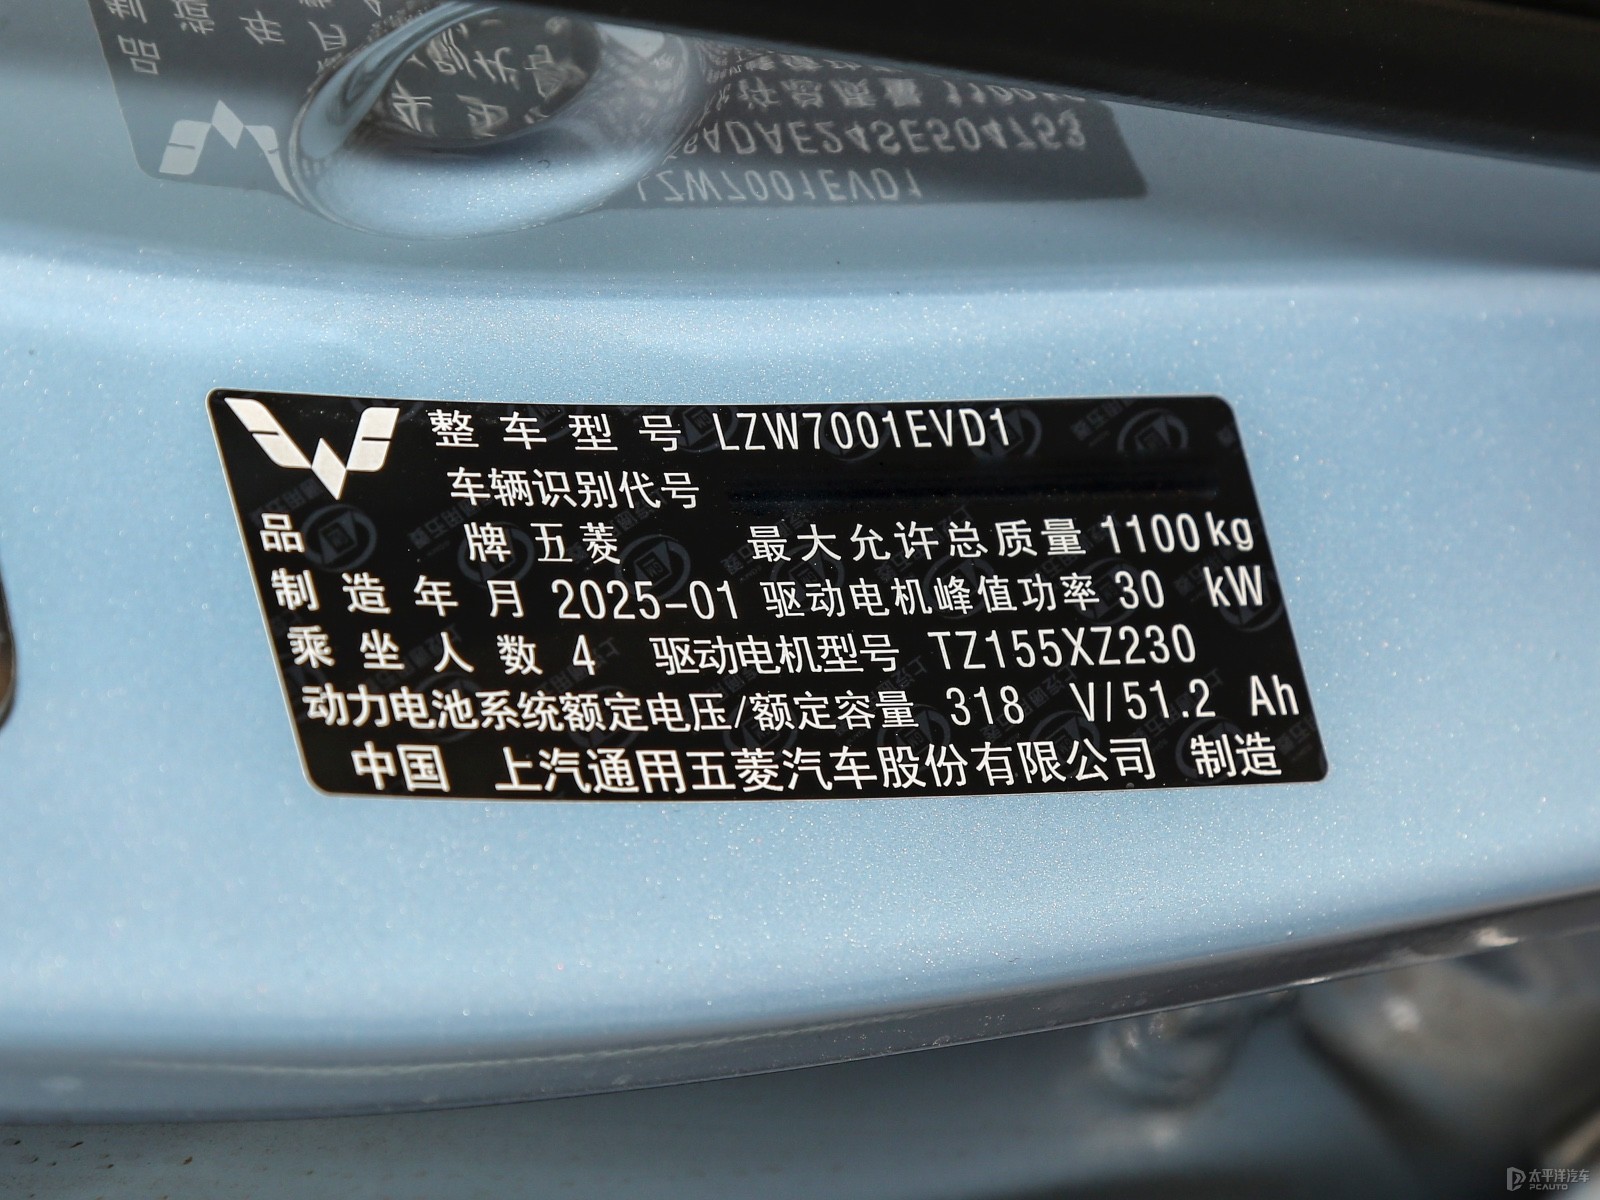 整车型号 LZW7001EVD1
车辆识别代号
品牌 五菱 最大允许总质量 1100kg
制造年月 2025-01 驱动电机峰值功率 30 kW
乘坐人数 4 驱动电机型号 TZ155XZ230
动力电池系统额定电压/额定容量 318 V/51.2 Ah
中国 上汽通用五菱汽车股份有限公司 制造
太平洋汽车
PCAUTO